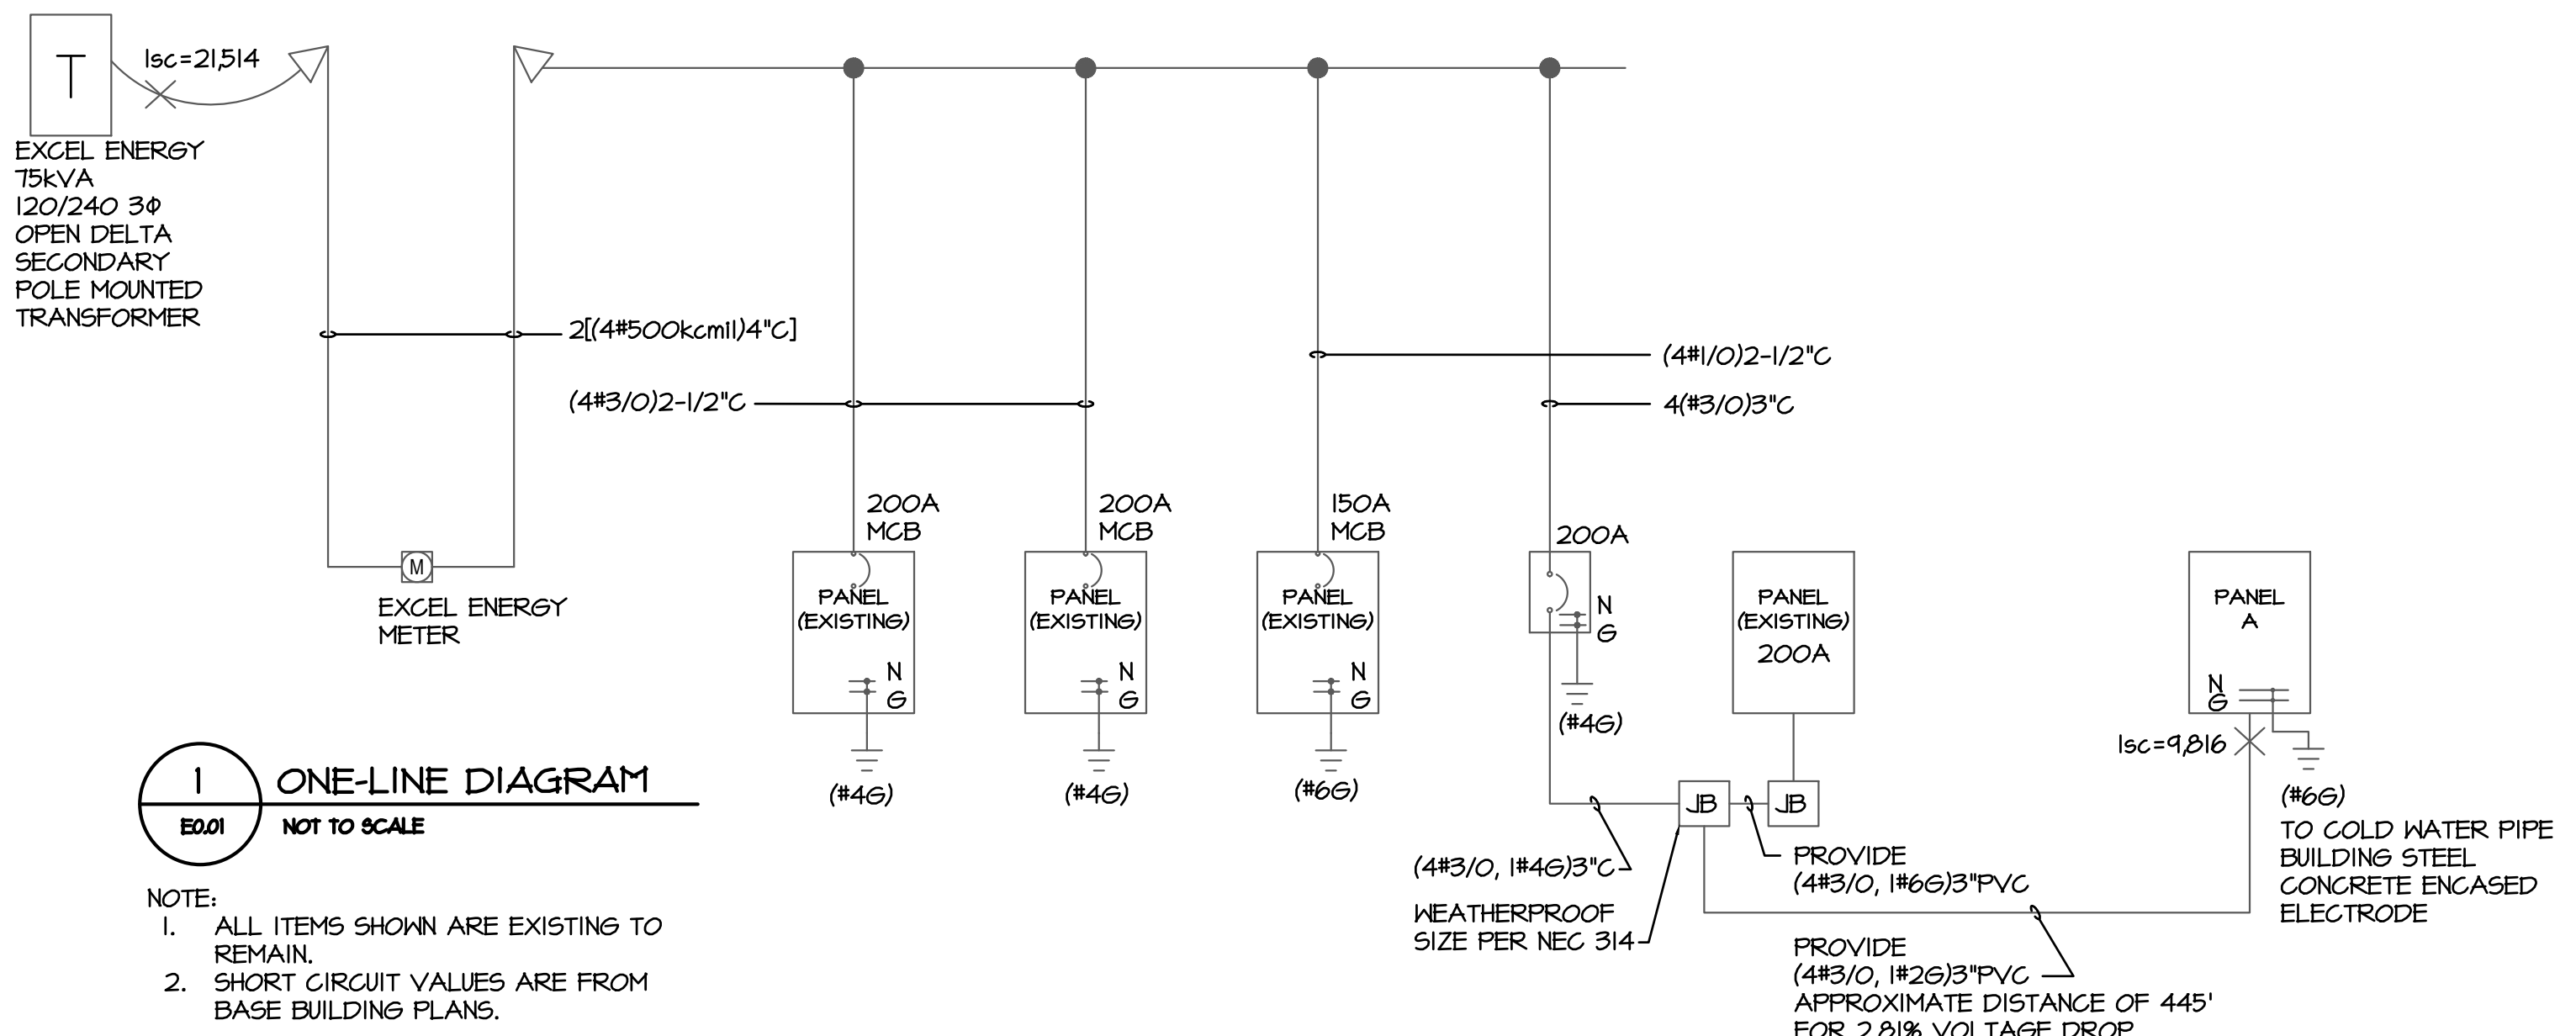 T
Isc=21,514
EXCEL ENERGY
75kVA
120/240 3Φ
OPEN DELTA
SECONDARY
POLE MOUNTED
TRANSFORMER
2[(4#500kcmil)4"C]
(4#3/0)2-1/2"C
(4#1/0)2-1/2"C
4(#3/0)3"C
M
EXCEL ENERGY
METER
200A
MCB
PANEL
(EXISTING)
N
G
(#4G)
200A
MCB
PANEL
(EXISTING)
N
G
(#4G)
150A
MCB
PANEL
(EXISTING)
N
G
(#6G)
200A
N
G
(#4G)
PANEL
(EXISTING)
200A
JB
JB
PANEL
A
N
G
Isc=9,816
(#6G)
TO COLD WATER PIPE
BUILDING STEEL
CONCRETE ENCASED
ELECTRODE
(4#3/0, 1#4G)3"C
WEATHERPROOF
SIZE PER NEC 314
PROVIDE
(4#3/0, 1#6G)3"PVC
PROVIDE
(4#3/0, 1#2G)3"PVC
APPROXIMATE DISTANCE OF 445'
FOR 2.81% VOLTAGE DROP
1
E0.01
ONE-LINE DIAGRAM
NOT TO SCALE
NOTE:
1. ALL ITEMS SHOWN ARE EXISTING TO
REMAIN.
2. SHORT CIRCUIT VALUES ARE FROM
BASE BUILDING PLANS.